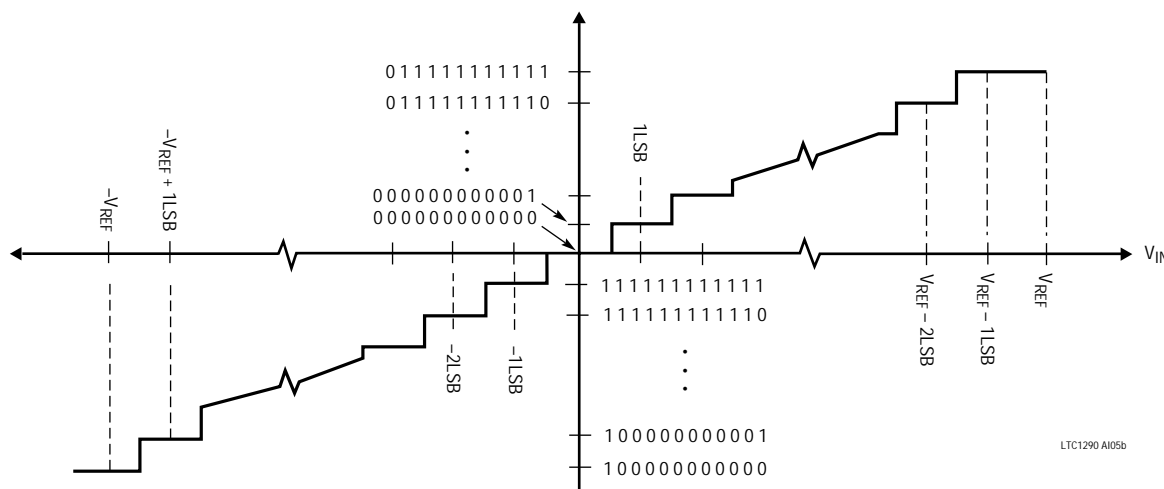 011111111111
011111111110
000000000001
000000000000
1LSB
–VREF
–VREF + 1LSB
VIN
111111111111
111111111110
–2LSB
–1LSB
VREF – 2LSB
VREF – 1LSB
VREF
100000000001
100000000000
LTC1290 AI05b